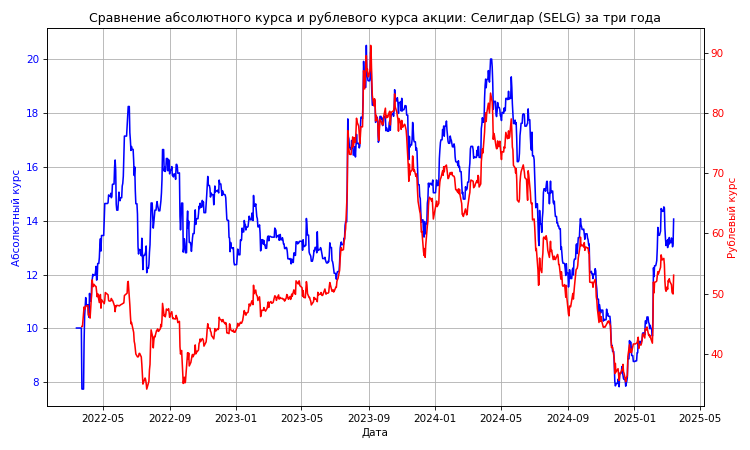 Сравнение абсолютного курса и рублевого курса акции: Селигдар (SELG) за три года
Абсолютный курс
20
18
16
14
12
10
8
90
80
70
60
50
40
Рублевый курс
2022-05 2022-09 2023-01 2023-05 2023-09 2024-01 2024-05 2024-09 2025-01 2025-05
Дата